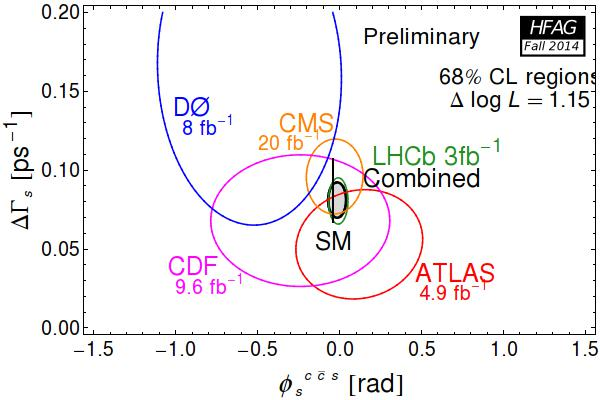 0.20
0.15
0.10
0.05
0.00
ΔΓ s [ps −1]
Preliminary
HFAG
Fall 2014
68% CL regions
Δ log L = 1.15
DØ
8 fb−1
CMS
20 fb−1
LHCb 3fb−1
Combined
SM
CDF
9.6 fb−1
ATLAS
4.9 fb−1
−1.5 −1.0 −0.5 0.0 0.5 1.0 1.5
ϕ s c c̄ s [rad]